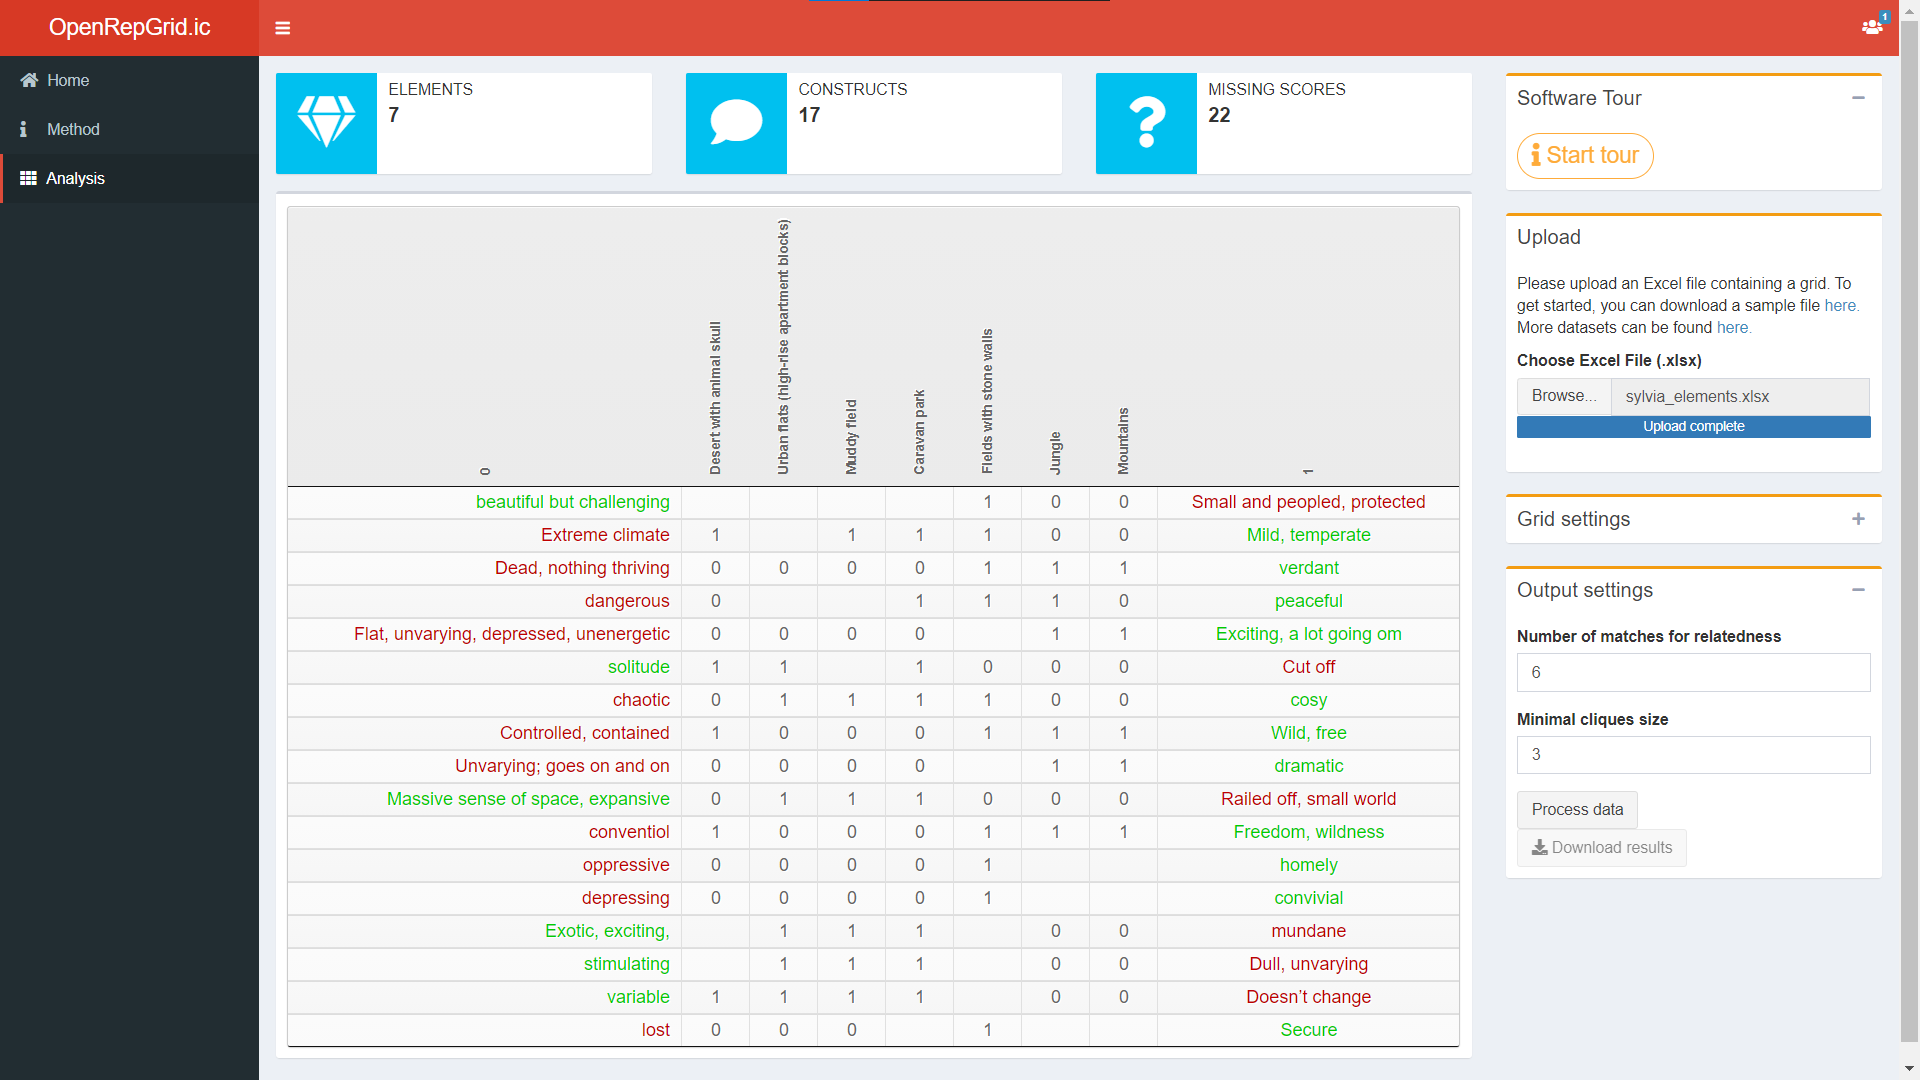 OpenRepGrid.ic
1
Home
Method
Analysis
ELEMENTS
7
CONSTRUCTS
17
MISSING SCORES
22
0 Desert with animal skull Urban flats (high-rise apartment blocks) Muddy field Caravan park Fields with stone walls Jungle Mountains 1
beautiful but challenging 1 0 0 Small and peopled, protected
Extreme climate 1 1 1 1 0 0 Mild, temperate
Dead, nothing thriving 0 0 0 0 1 1 1 verdant
dangerous 0 1 1 1 0 peaceful
Flat, unvarying, depressed, unenergetic 0 0 0 0 1 1 Exciting, a lot going om
solitude 1 1 1 0 0 0 Cut off
chaotic 0 1 1 1 1 0 0 cosy
Controlled, contained 1 0 0 0 1 1 1 Wild, free
Unvarying; goes on and on 0 0 0 0 1 1 dramatic
Massive sense of space, expansive 0 1 1 1 0 0 0 Railed off, small world
conventiol 1 0 0 0 1 1 1 Freedom, wildness
oppressive 0 0 0 0 1 homely
depressing 0 0 0 0 1 convivial
Exotic, exciting, 1 1 1 0 0 mundane
stimulating 1 1 1 0 0 Dull, unvarying
variable 1 1 1 1 0 0 Doesn't change
lost 0 0 0 1 Secure
Software Tour
Start tour
Upload
Please upload an Excel file containing a grid. To
get started, you can download a sample file here.
More datasets can be found here.
Choose Excel File (.xlsx)
Browse... sylvia_elements.xlsx
Upload complete
Grid settings
Output settings
Number of matches for relatedness
6
Minimal cliques size
3
Process data
Download results